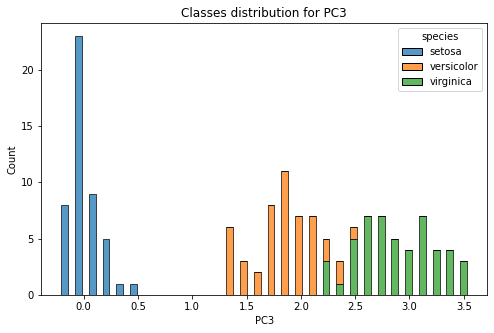 Classes distribution for PC3
species
setosa
versicolor
virginica
Count
20
15
10
5
0
0.0 0.5 1.0 1.5 2.0 2.5 3.0 3.5
PC3